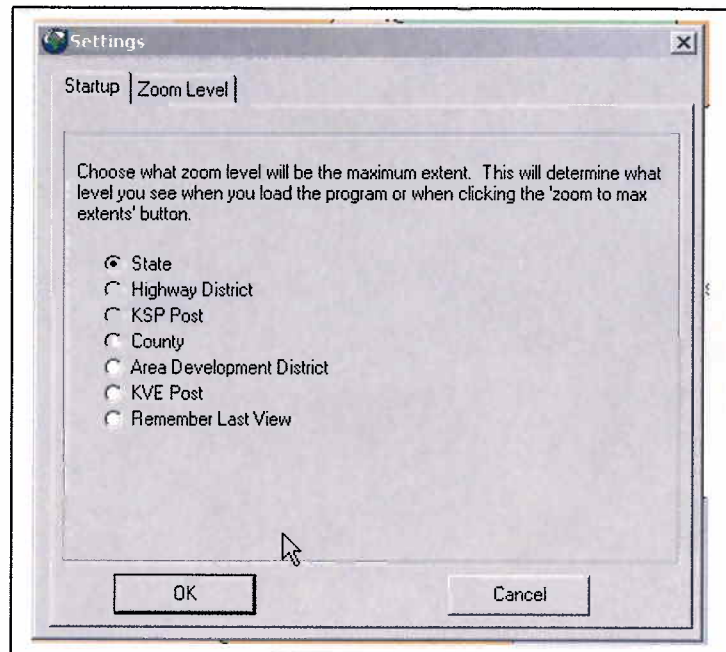 Settings
Startup Zoom Level
Choose what zoom level will be the maximum extent. This will determine what
level you see when you load the program or when clicking the 'zoom to max
extents' button.
State
Highway District
KSP Post
County
Area Development District
KVE Post
Remember Last View
OK Cancel